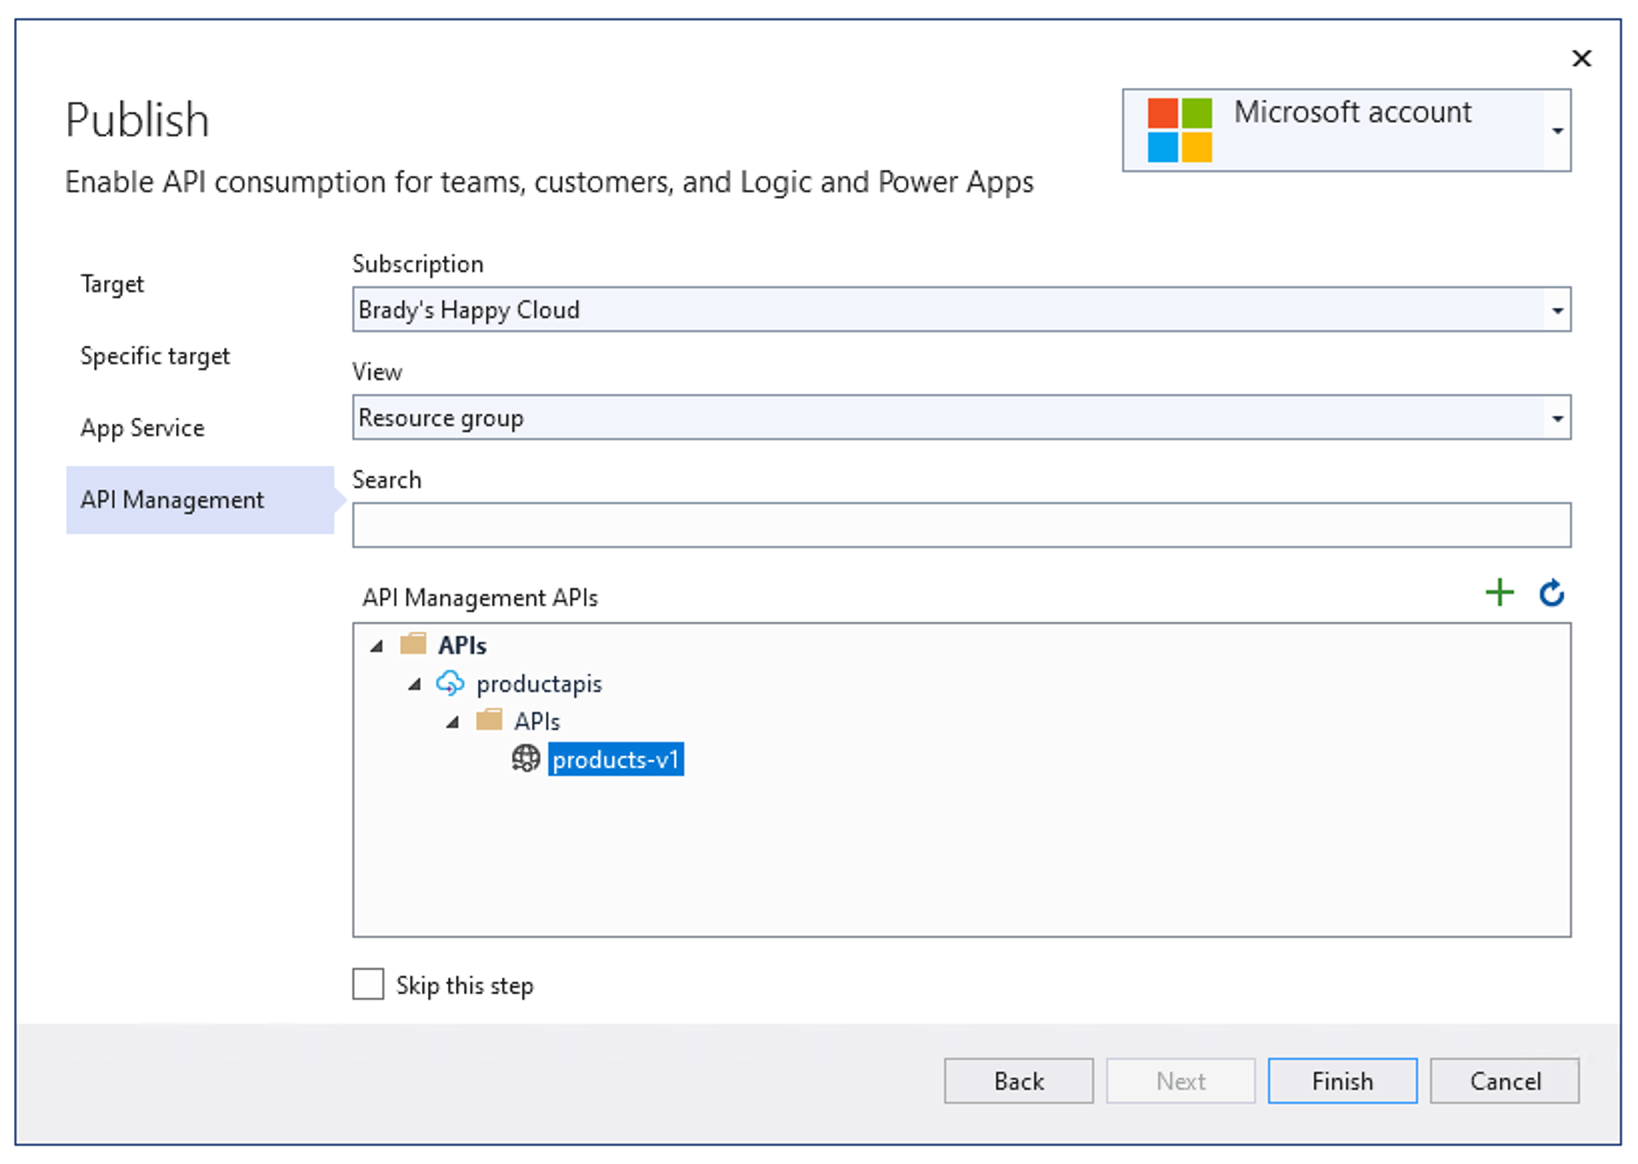 Publish
Microsoft account
Enable API consumption for teams, customers, and Logic and Power Apps
Target
Specific target
App Service
API Management
Subscription
Brady's Happy Cloud
View
Resource group
Search
API Management APIs
APIs
productapis
APIs
products-v1
Skip this step
Back
Next
Finish
Cancel